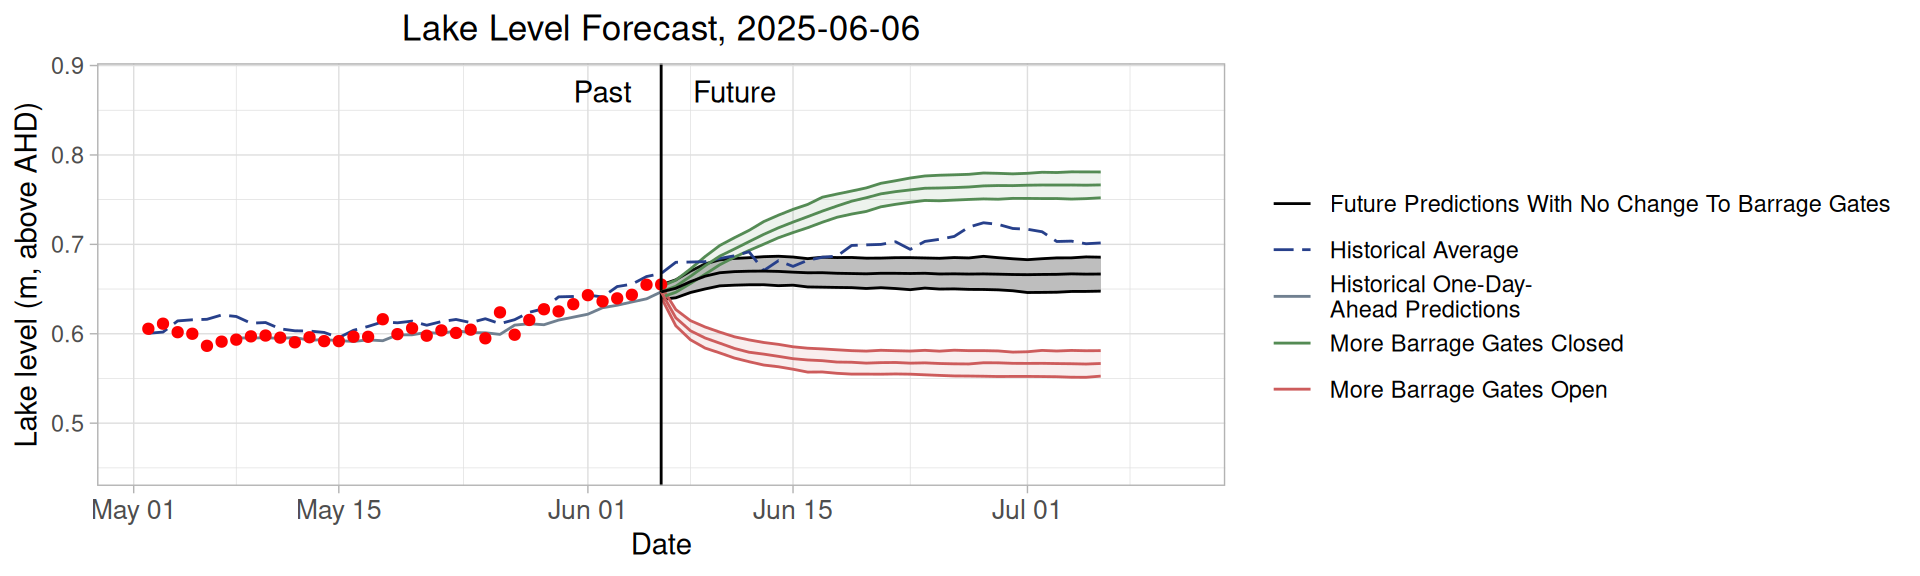 Lake Level Forecast, 2025-06-06
Past
Future
Lake level (m, above AHD)
0.9
0.8
0.7
0.6
0.5
May 01
May 15
Jun 01
Jun 15
Jul 01
Date
Future Predictions With No Change To Barrage Gates
Historical Average
Historical One-Day-
Ahead Predictions
More Barrage Gates Closed
More Barrage Gates Open